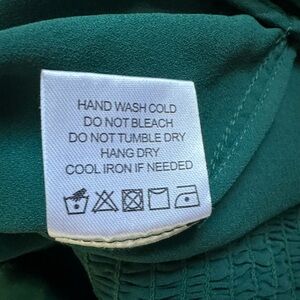 HAND WASH COLD
DO NOT BLEACH
DO NOT TUMBLE DRY
HANG DRY
COOL IRON IF NEEDED